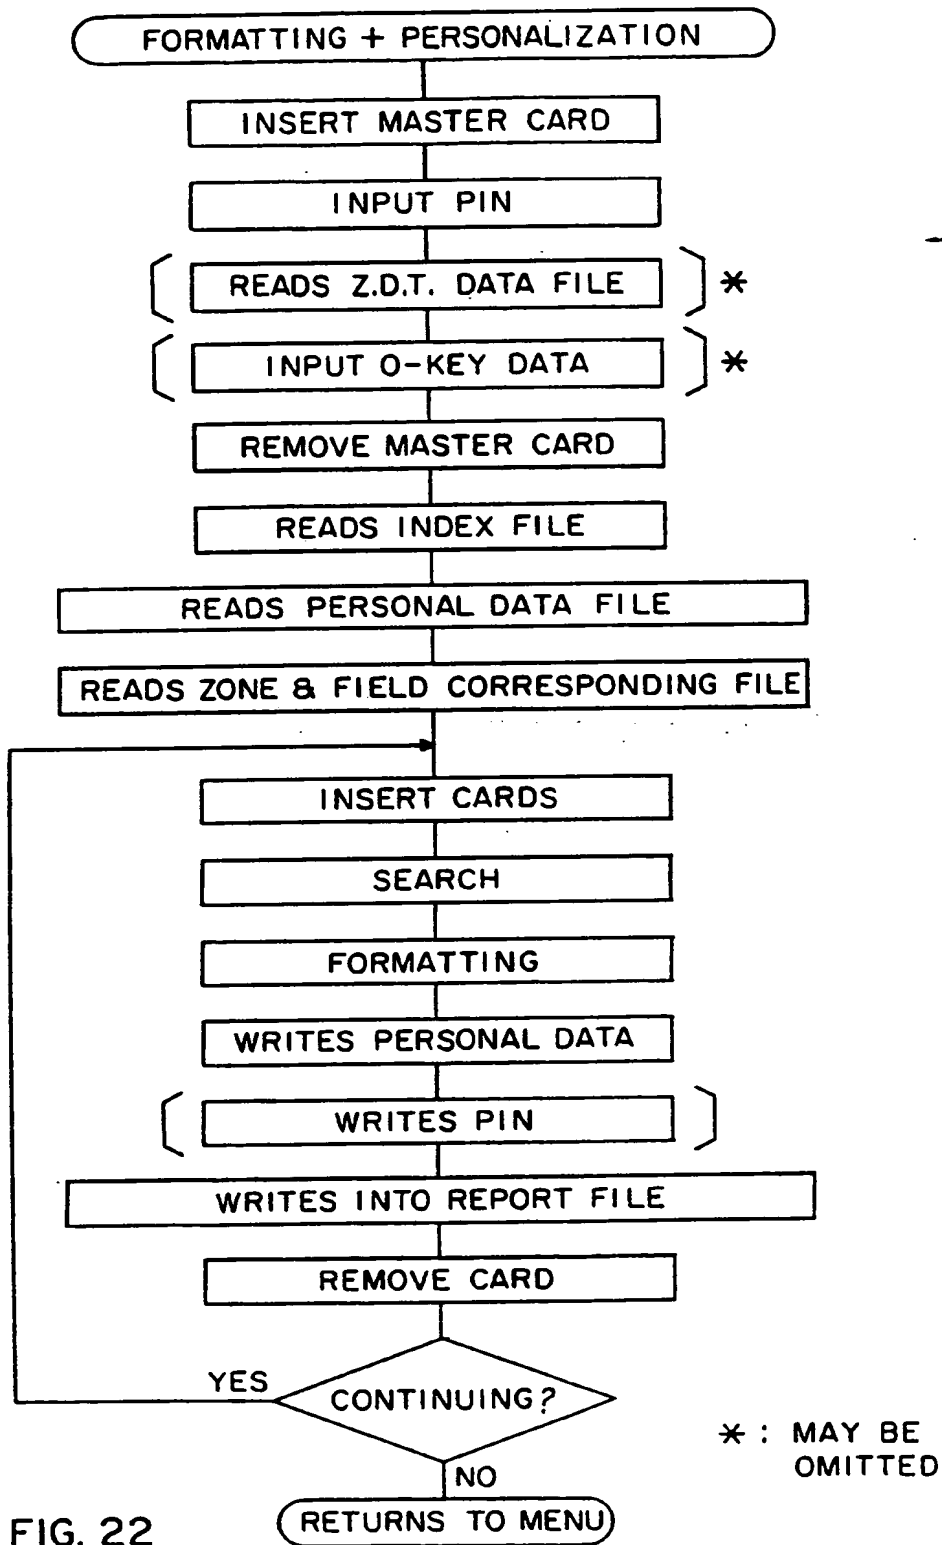 FORMATTING + PERSONALIZATION
INSERT MASTER CARD
INPUT PIN
( READS Z.D.T. DATA FILE ) *
( INPUT O-KEY DATA ) *
REMOVE MASTER CARD
READS INDEX FILE
READS PERSONAL DATA FILE
READS ZONE & FIELD CORRESPONDING FILE
INSERT CARDS
SEARCH
FORMATTING
WRITES PERSONAL DATA
( WRITES PIN )
WRITES INTO REPORT FILE
REMOVE CARD
YES
CONTINUING?
* : MAY BE
OMITTED
NO
RETURNS TO MENU
FIG. 22